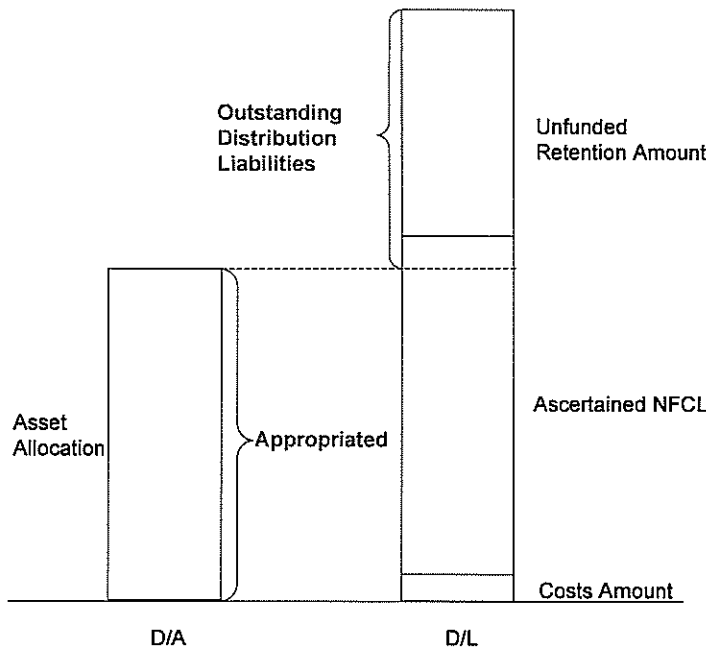 Outstanding
Distribution
Liabilities
Unfunded
Retention Amount
Asset
Allocation
Appropriated
Ascertained NFCL
Costs Amount
D/A
D/L